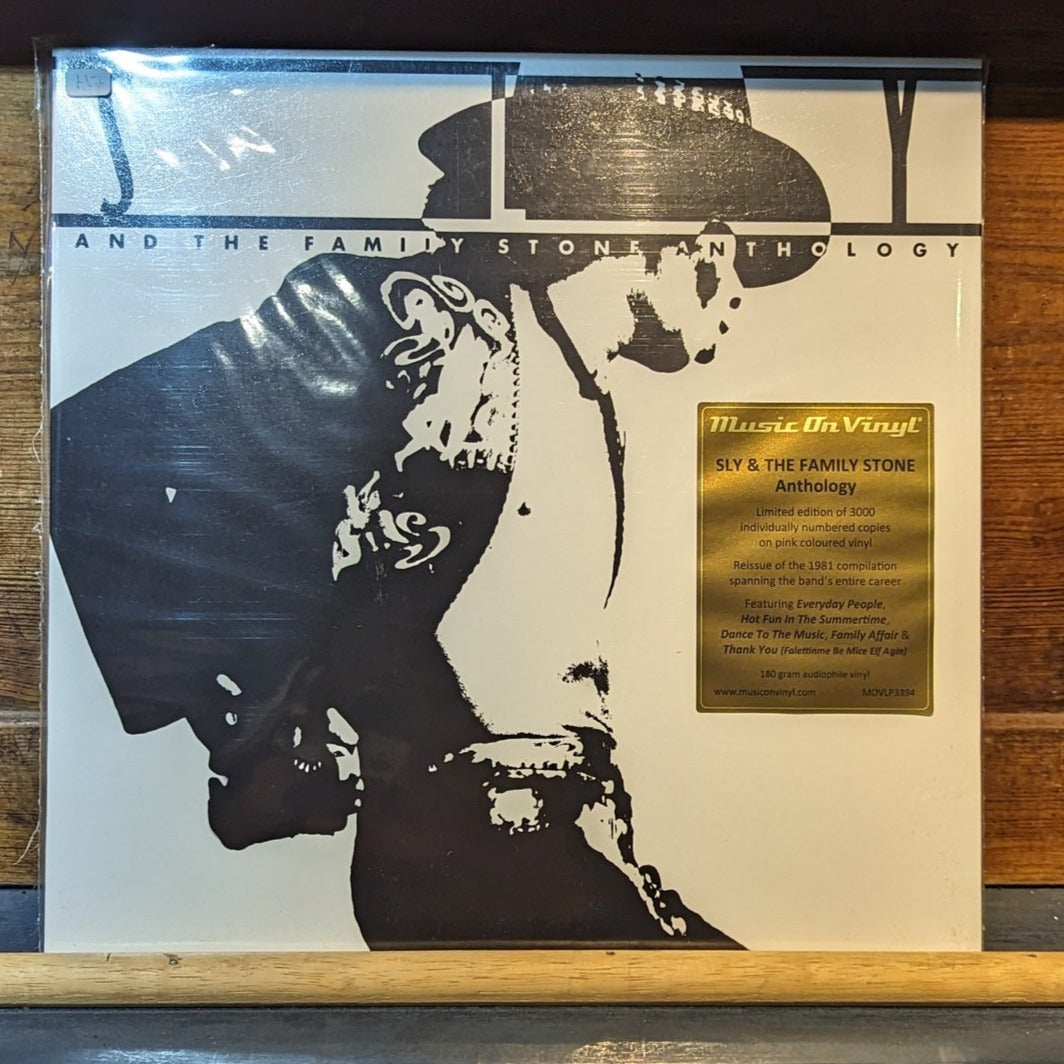 SLY
AND THE FAMILY STONE ANTHOLOGY
Music On Vinyl
SLY & THE FAMILY STONE
Anthology
Limited edition of 3000
individually numbered copies
on pink coloured vinyl
Reissue of the 1981 compilation
spanning the band's entire career
Featuring Everyday People,
Hot Fun In The Summertime,
Dance To The Music, Family Affair &
Thank You (Falettinme Be Mice Elf Agin)
180 gram audiophile vinyl
www.musiconvinyl.com MOVLP3394